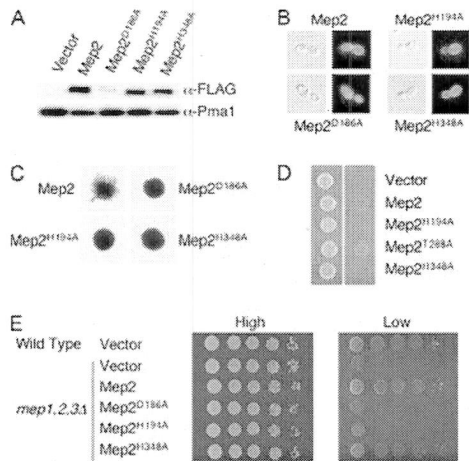 A
Vector
Mep2
Mep2D186A
Mep2H194A
Mep2H348A
α-FLAG
α-Pma1
B
Mep2
Mep2H194A
Mep2D186A
Mep2H348A
C
Mep2
Mep2D186A
Mep2H194A
Mep2H348A
D
Vector
Mep2
Mep2H194A
Mep2T288A
Mep2H348A
E
High
Low
Wild Type
Vector
mep1,2,3Δ
Vector
Mep2
Mep2D186A
Mep2H194A
Mep2H348A